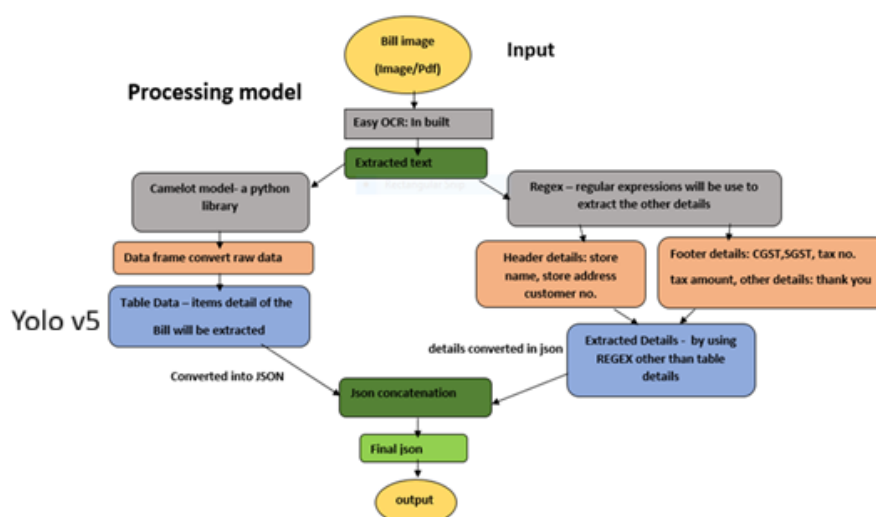 Bill image
(Image/Pdf)
Input
Processing model
Easy OCR: In built
Extracted text
Rectangular Snip
Camelot model- a python
library
Regex – regular expressions will be use to
extract the other details
Data frame convert raw data
Header details: store
name, store address
customer no.
Footer details: CGST,SGST, tax no.
tax amount, other details: thank you
Yolo v5
Table Data – items detail of the
Bill will be extracted
details converted in json
Extracted Details - by using
REGEX other than table
details
Converted into JSON
Json concatenation
Final json
output